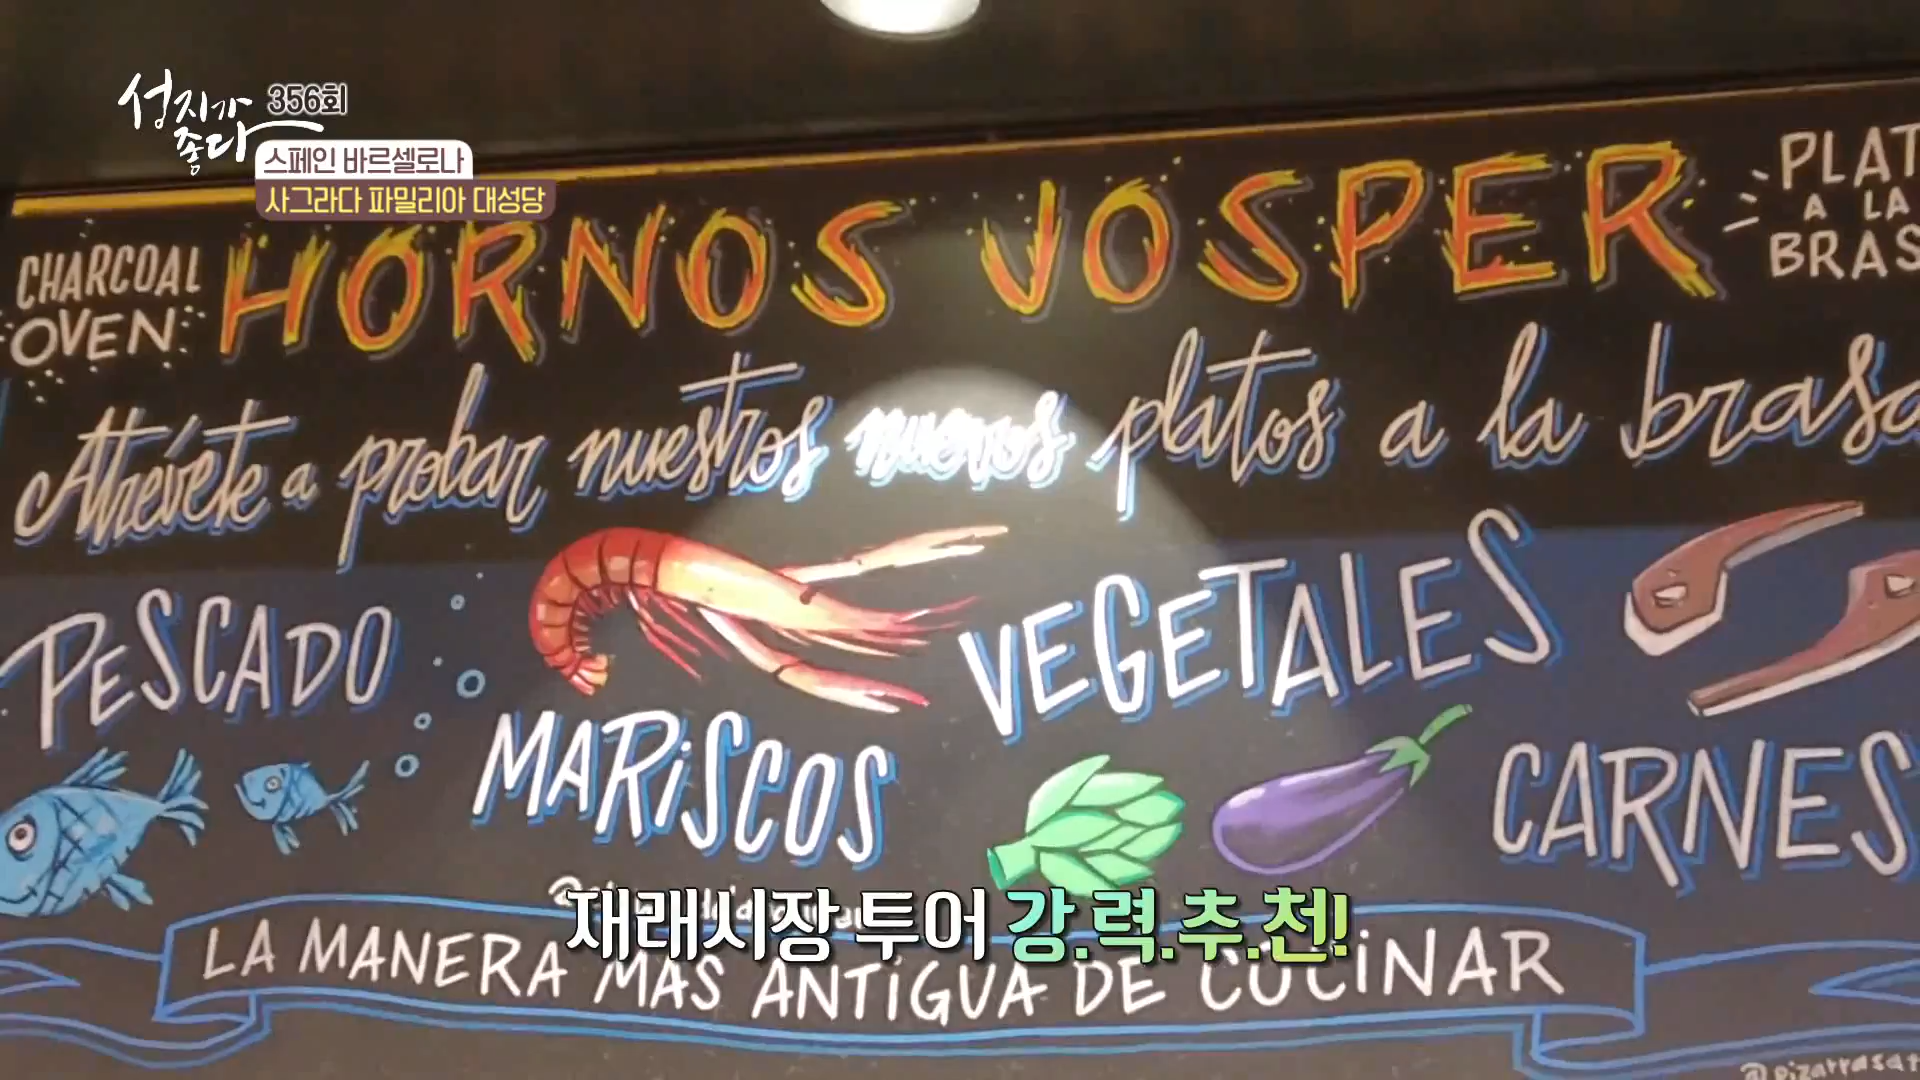 성지가 좋다 356회
스페인 바르셀로나
사그라다 파밀리아 대성당
CHARCOAL
OVEN
HORNOS JOSPER
PLAT
A LA
BRAS
Atrévete a probar nuestros nuevos platos a la brasa
PESCADO
MARiSCOS
VEGETALES
CARNES
재래시장 투어 강.력.추.천!
LA MANERA MAS ANTiGUA DE COCiNAR